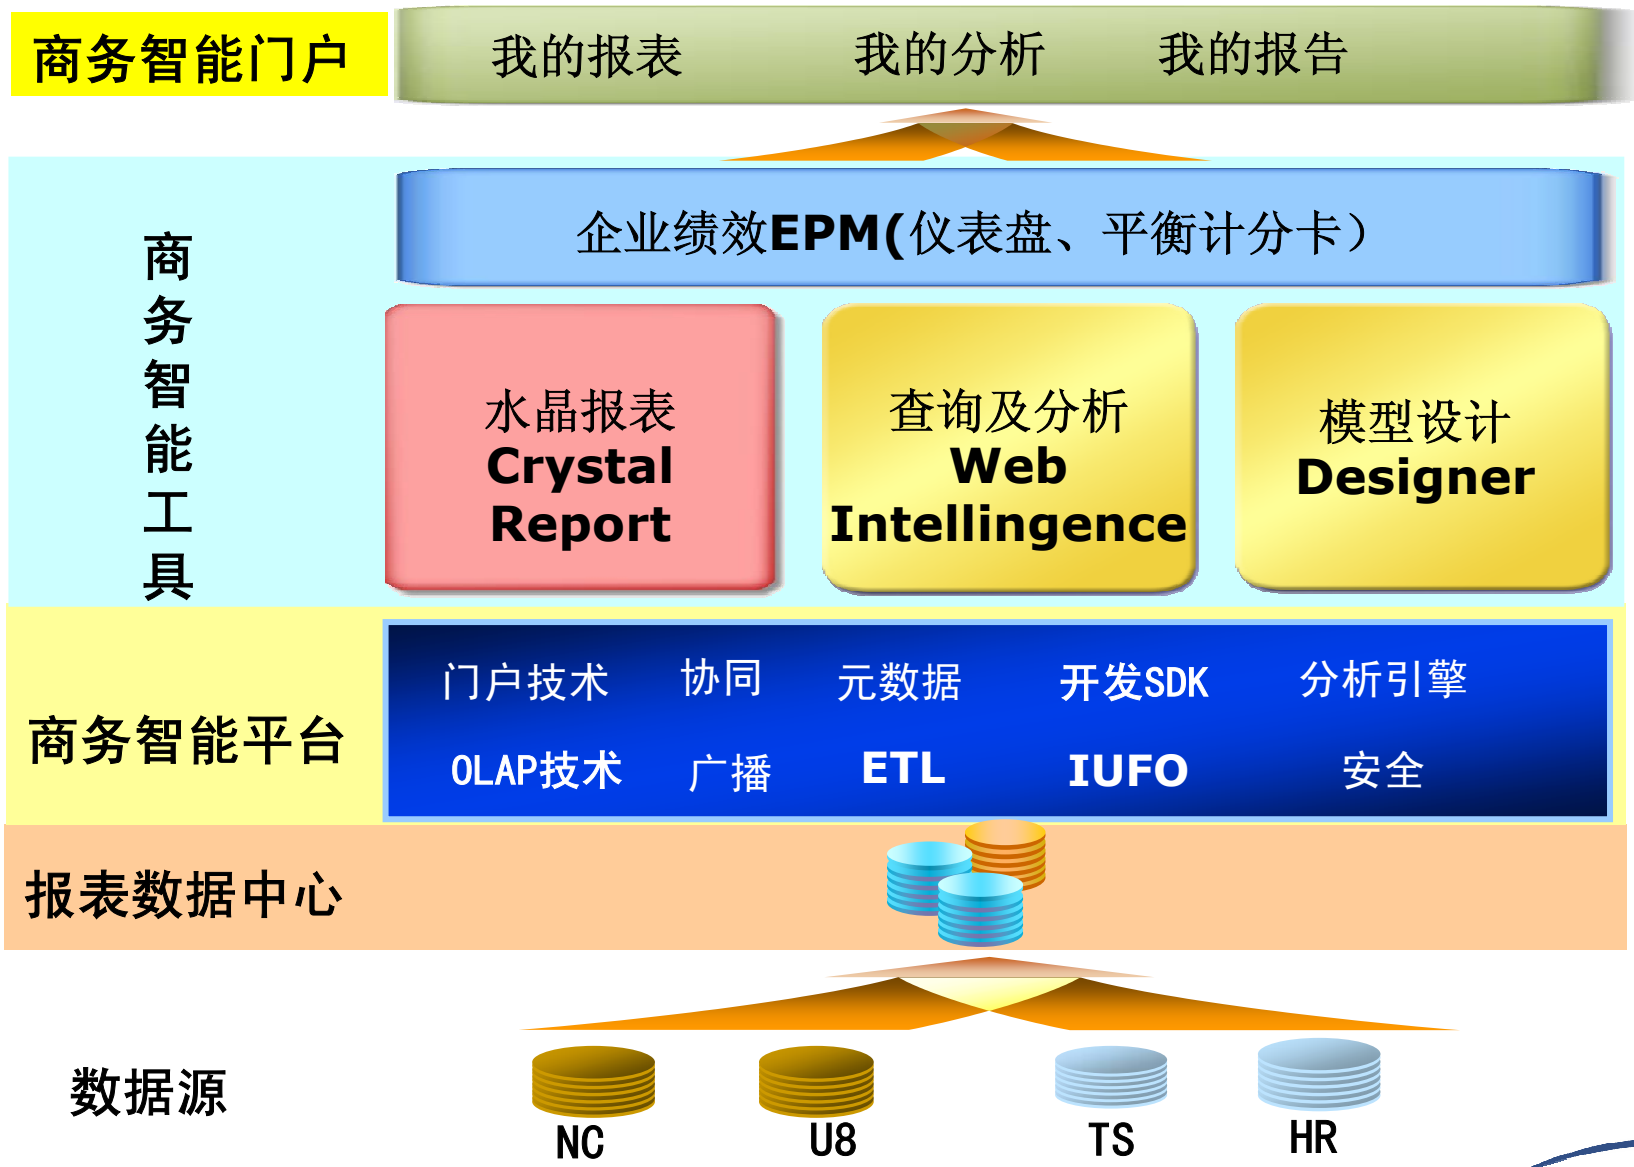 商务智能门户
我的报表 我的分析 我的报告
商务智能工具
企业绩效EPM(仪表盘、平衡计分卡）
水晶报表
Crystal
Report
查询及分析
Web
Intellingence
模型设计
Designer
商务智能平台
门户技术 协同 元数据 开发SDK 分析引擎
OLAP技术 广播 ETL IUFO 安全
报表数据中心
数据源
NC U8 TS HR